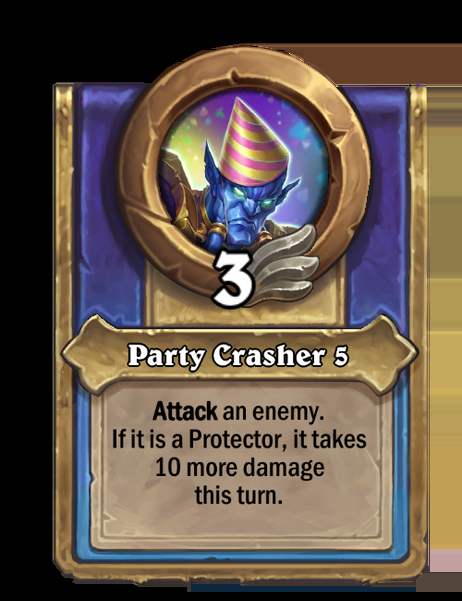 3
Party Crasher 5
Attack an enemy.
If it is a Protector, it takes
10 more damage
this turn.